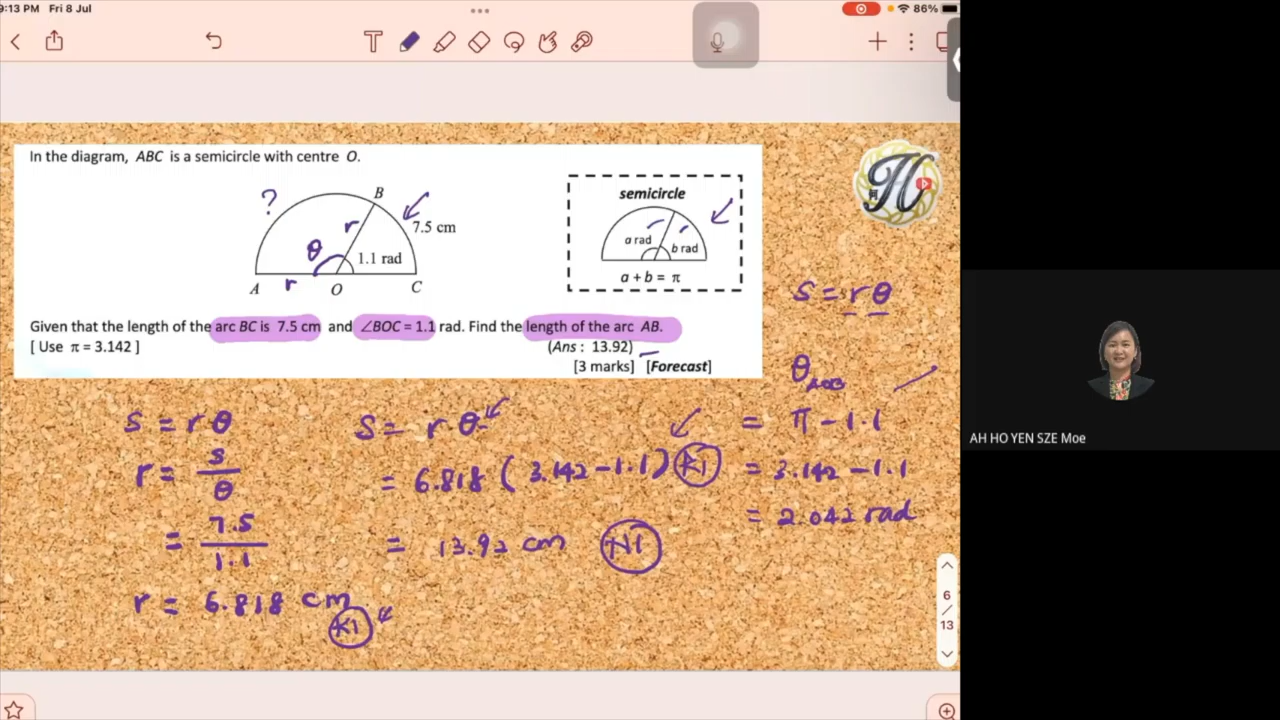 9:13 PM Fri 8 Jul
86%
T
In the diagram, ABC is a semicircle with centre O.
?
B
r
7.5 cm
θ
1.1 rad
r
A
O
C
semicircle
a rad
b rad
a + b = π
Given that the length of the arc BC is 7.5 cm and ∠BOC = 1.1 rad. Find the length of the arc AB.
[ Use π = 3.142 ]
(Ans : 13.92)
[3 marks] [Forecast]
H
何
S = rθ
θAOB
= π - 1.1
= 3.142 - 1.1
= 2.042 rad
S = rθ
r = S/θ
= 7.5/1.1
r = 6.818 cm
K1
S = r θ
= 6.818 ( 3.142 - 1.1 ) K1
= 13.92 cm N1
6
/
13
AH HO YEN SZE Moe